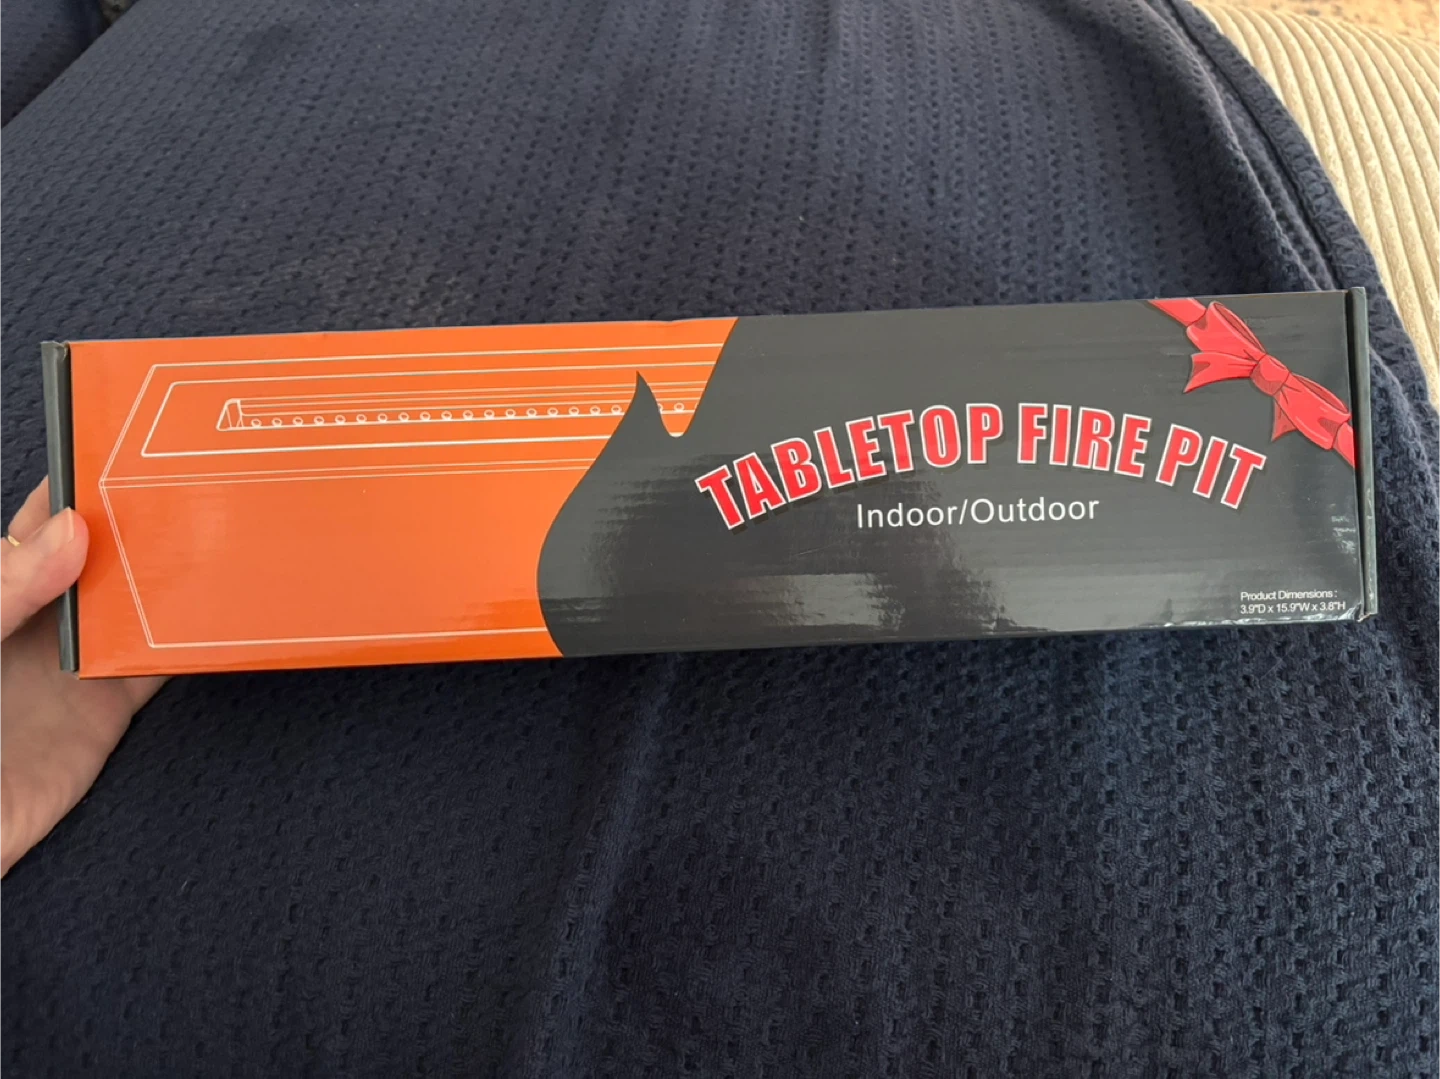 TABLETOP FIRE PIT
Indoor/Outdoor
Product Dimensions :
3.9"D x 15.9"W x 3.8"H